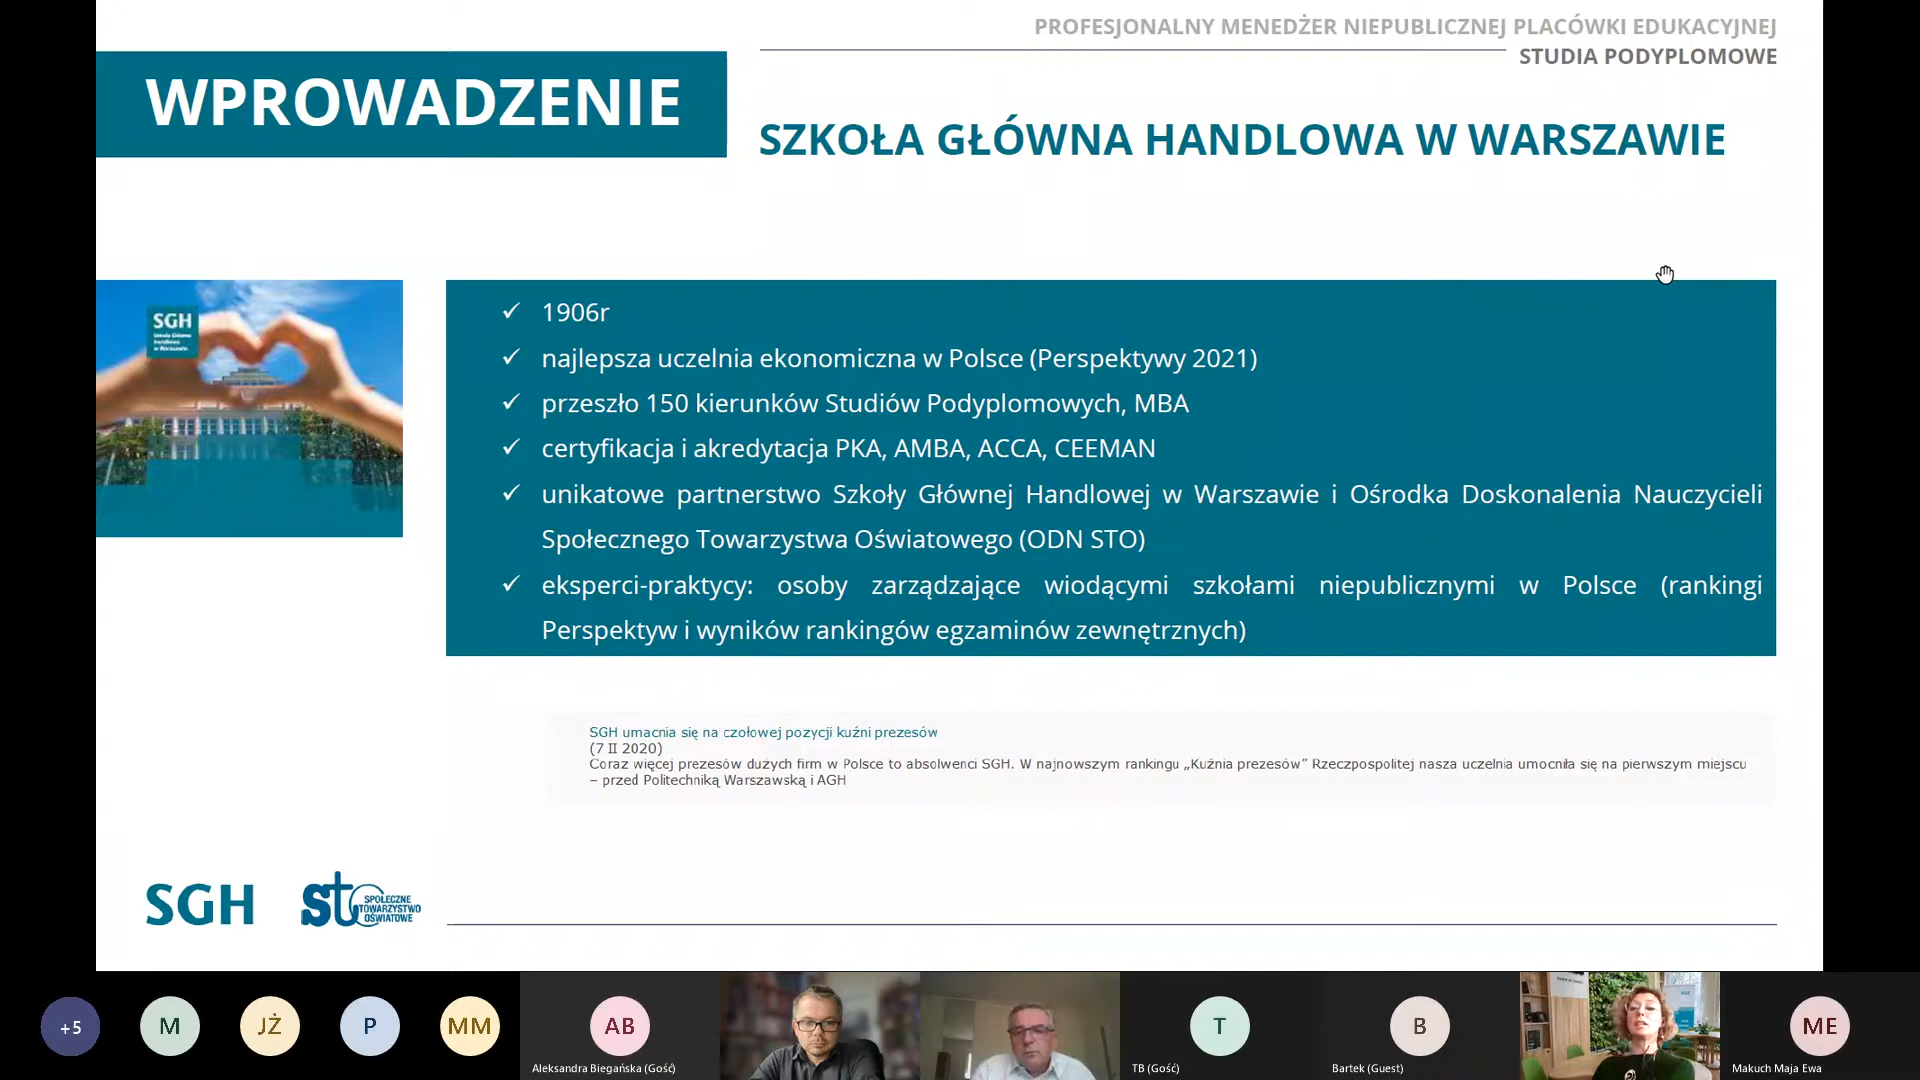 PROFESJONALNY MENEDŻER NIEPUBLICZNEJ PLACÓWKI EDUKACYJNEJ
STUDIA PODYPLOMOWE
WPROWADZENIE
SZKOŁA GŁÓWNA HANDLOWA W WARSZAWIE
SGH
Szkoła Główna
Handlowa
w Warszawie
✓ 1906r
✓ najlepsza uczelnia ekonomiczna w Polsce (Perspektywy 2021)
✓ przeszło 150 kierunków Studiów Podyplomowych, MBA
✓ certyfikacja i akredytacja PKA, AMBA, ACCA, CEEMAN
✓ unikatowe partnerstwo Szkoły Głównej Handlowej w Warszawie i Ośrodka Doskonalenia Nauczycieli
Społecznego Towarzystwa Oświatowego (ODN STO)
✓ eksperci-praktycy: osoby zarządzające wiodącymi szkołami niepublicznymi w Polsce (rankingi
Perspektyw i wyników rankingów egzaminów zewnętrznych)
SGH umacnia się na czołowej pozycji kuźni prezesów
(7 II 2020)
Coraz więcej prezesów dużych firm w Polsce to absolwenci SGH. W najnowszym rankingu „Kuźnia prezesów” Rzeczpospolitej nasza uczelnia umocniła się na pierwszym miejscu
– przed Politechniką Warszawską i AGH
SGH
sto
SPOŁECZNE
TOWARZYSTWO
OŚWIATOWE
+5
M
JŻ
P
MM
AB
T
B
ME
Aleksandra Biegańska (Gość)
TB (Gość)
Bartek (Guest)
Makuch Maja Ewa